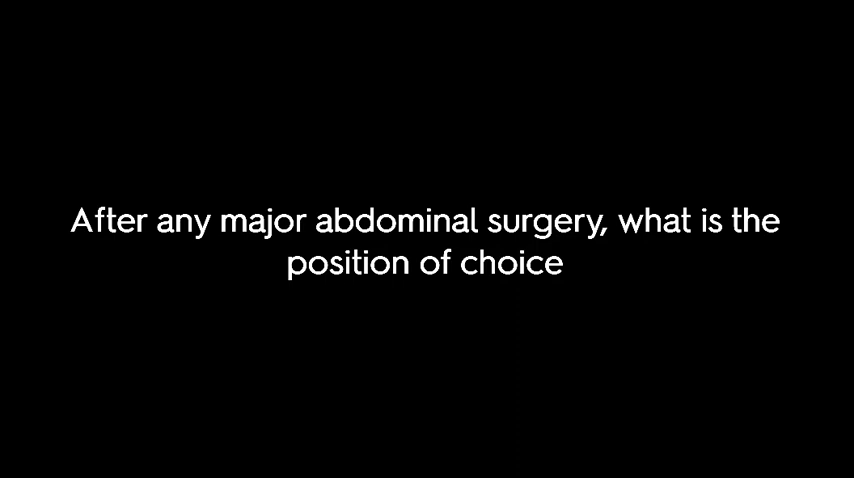 After any major abdominal surgery, what is the
position of choice